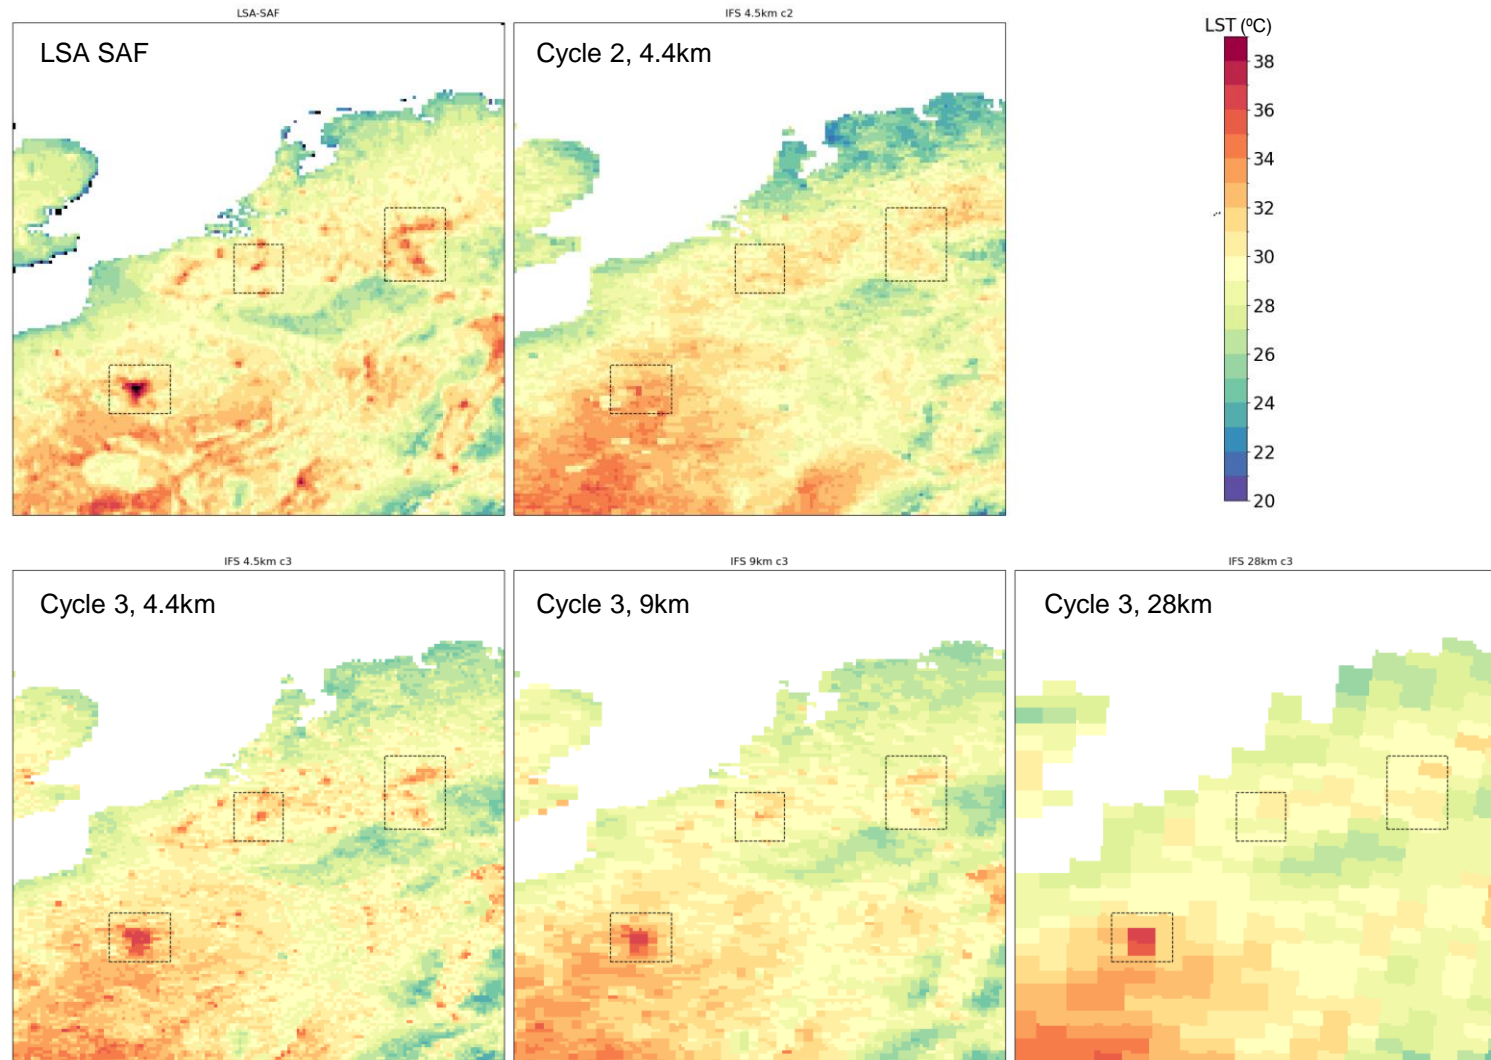 LSA-SAF
IFS 4.5km c2
LSA SAF
Cycle 2, 4.4km
LST (ºC)
38
36
34
32
30
28
26
24
22
20
IFS 4.5km c3
IFS 9km c3
IFS 28km c3
Cycle 3, 4.4km
Cycle 3, 9km
Cycle 3, 28km